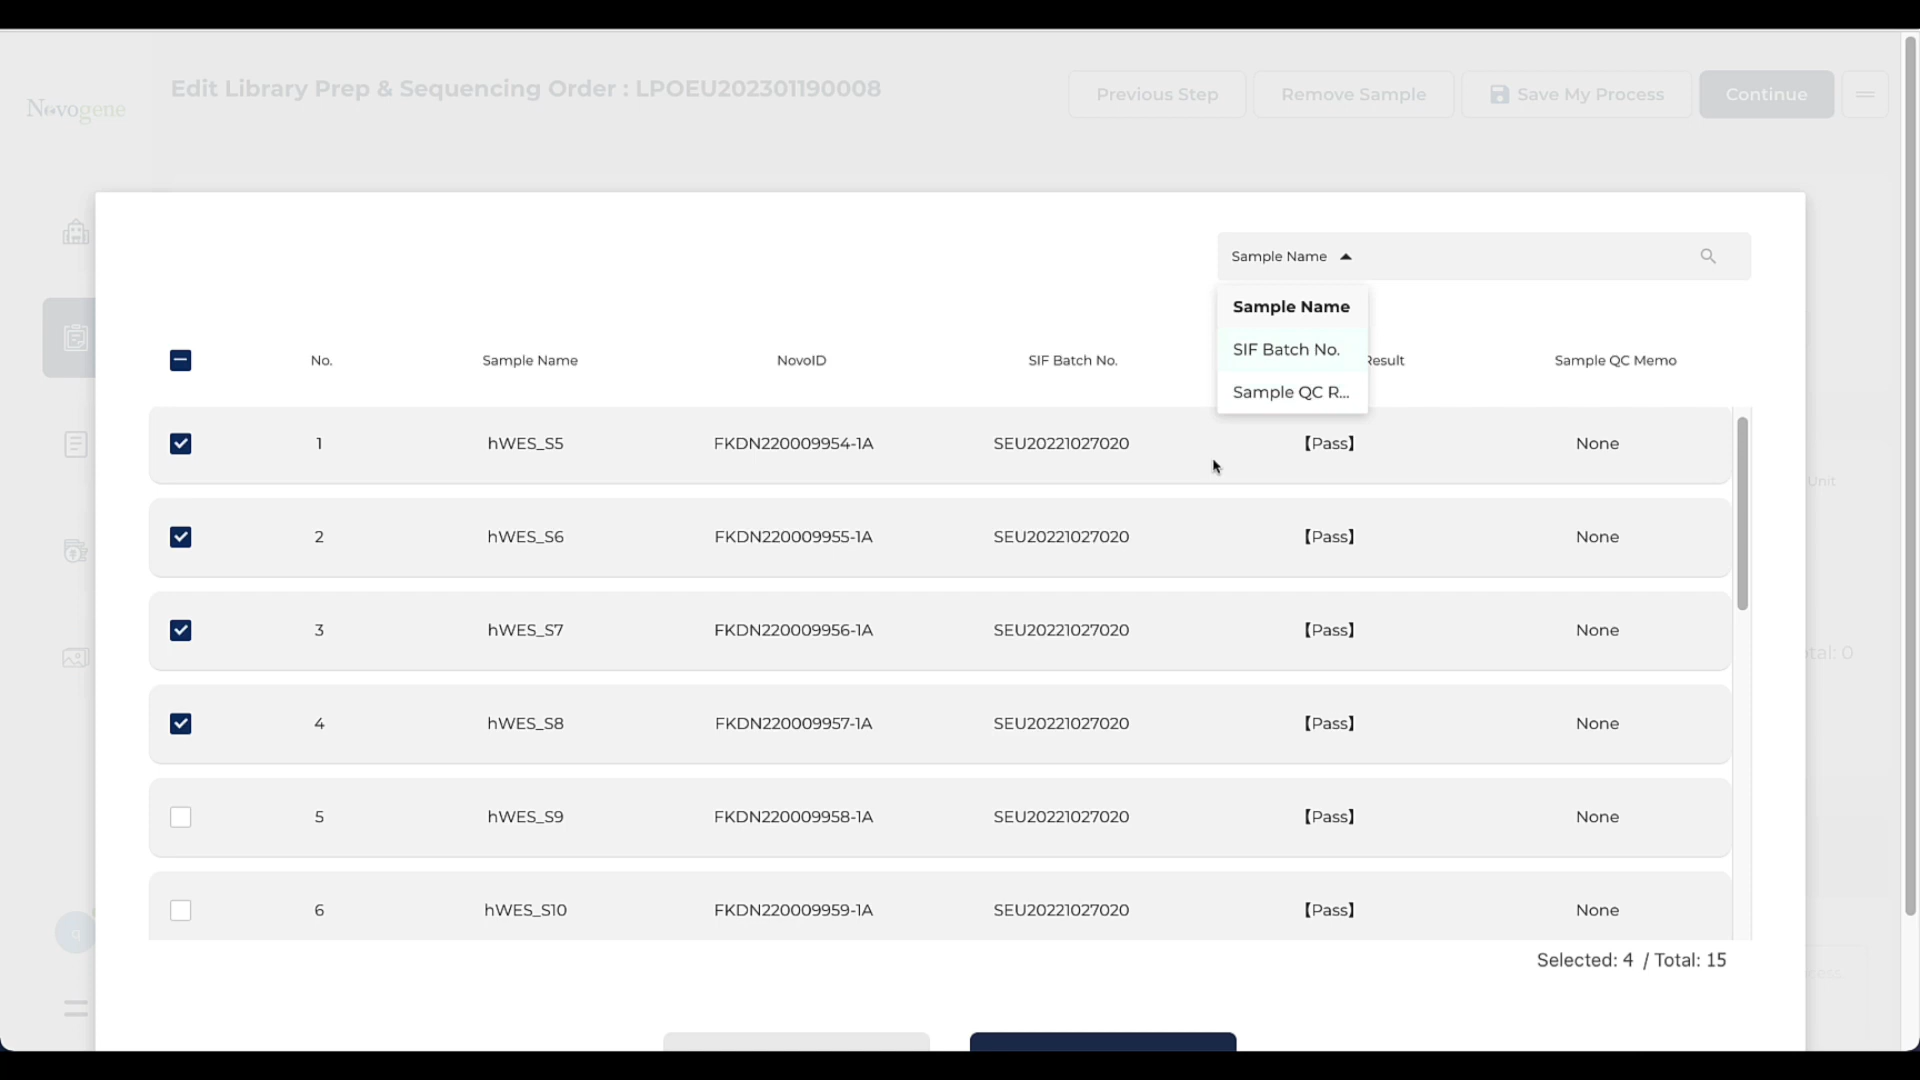 Edit Library Prep & Sequencing Order : LPOEU202301190008
Previous Step
Remove Sample
Save My Process
Continue
Novogene
Sample Name
Sample Name
SIF Batch No.
Sample QC R...
No. Sample Name NovoID SIF Batch No. Result Sample QC Memo
1 hWES_S5 FKDN220009954-1A SEU20221027020 【Pass】 None
Unit
2 hWES_S6 FKDN220009955-1A SEU20221027020 【Pass】 None
3 hWES_S7 FKDN220009956-1A SEU20221027020 【Pass】 None
tal: 0
4 hWES_S8 FKDN220009957-1A SEU20221027020 【Pass】 None
5 hWES_S9 FKDN220009958-1A SEU20221027020 【Pass】 None
6 hWES_S10 FKDN220009959-1A SEU20221027020 【Pass】 None
q
Selected: 4 / Total: 15